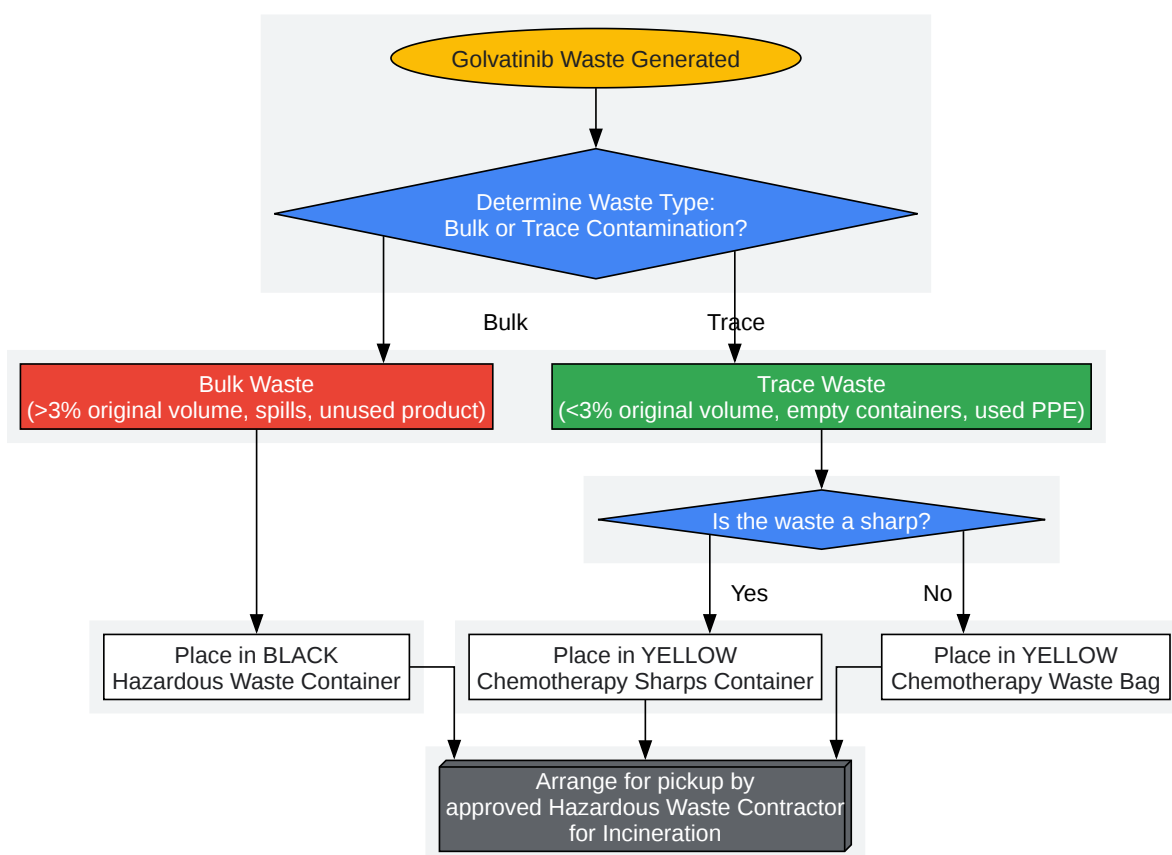 Golvatinib Waste Generated
Determine Waste Type:
Bulk or Trace Contamination?
Bulk
Trace
Bulk Waste
(>3% original volume, spills, unused product)
Trace Waste
(<3% original volume, empty containers, used PPE)
Is the waste a sharp?
Yes
No
Place in BLACK
Hazardous Waste Container
Place in YELLOW
Chemotherapy Sharps Container
Place in YELLOW
Chemotherapy Waste Bag
Arrange for pickup by
approved Hazardous Waste Contractor
for Incineration